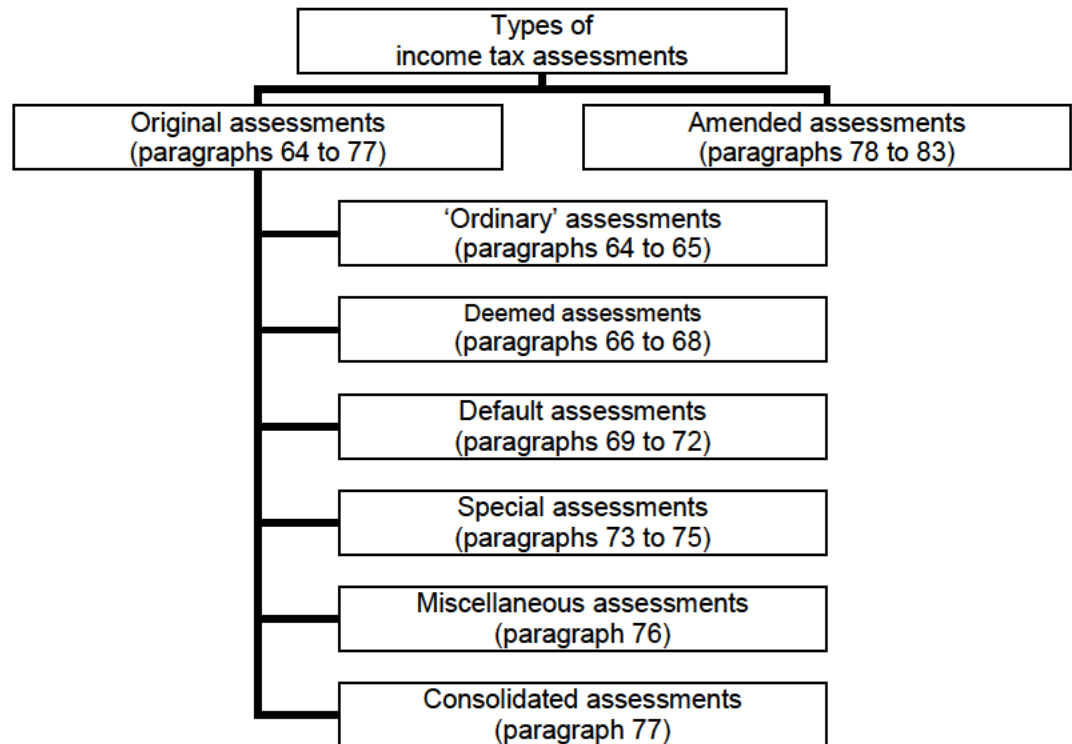 Types of
income tax assessments
Original assessments
(paragraphs 64 to 77)
Amended assessments
(paragraphs 78 to 83)
‘Ordinary’ assessments
(paragraphs 64 to 65)
Deemed assessments
(paragraphs 66 to 68)
Default assessments
(paragraphs 69 to 72)
Special assessments
(paragraphs 73 to 75)
Miscellaneous assessments
(paragraph 76)
Consolidated assessments
(paragraph 77)